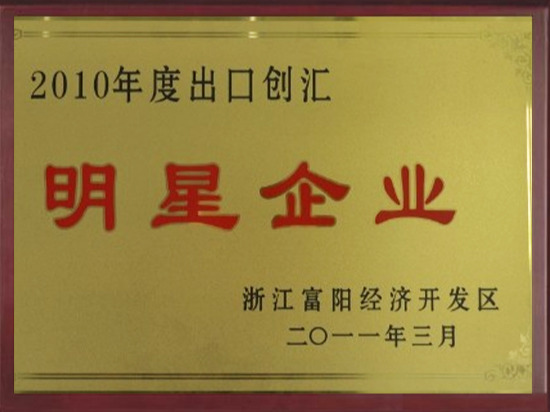 2010年度出口创汇
明星企业
浙江富阳经济开发区
二〇一一年三月